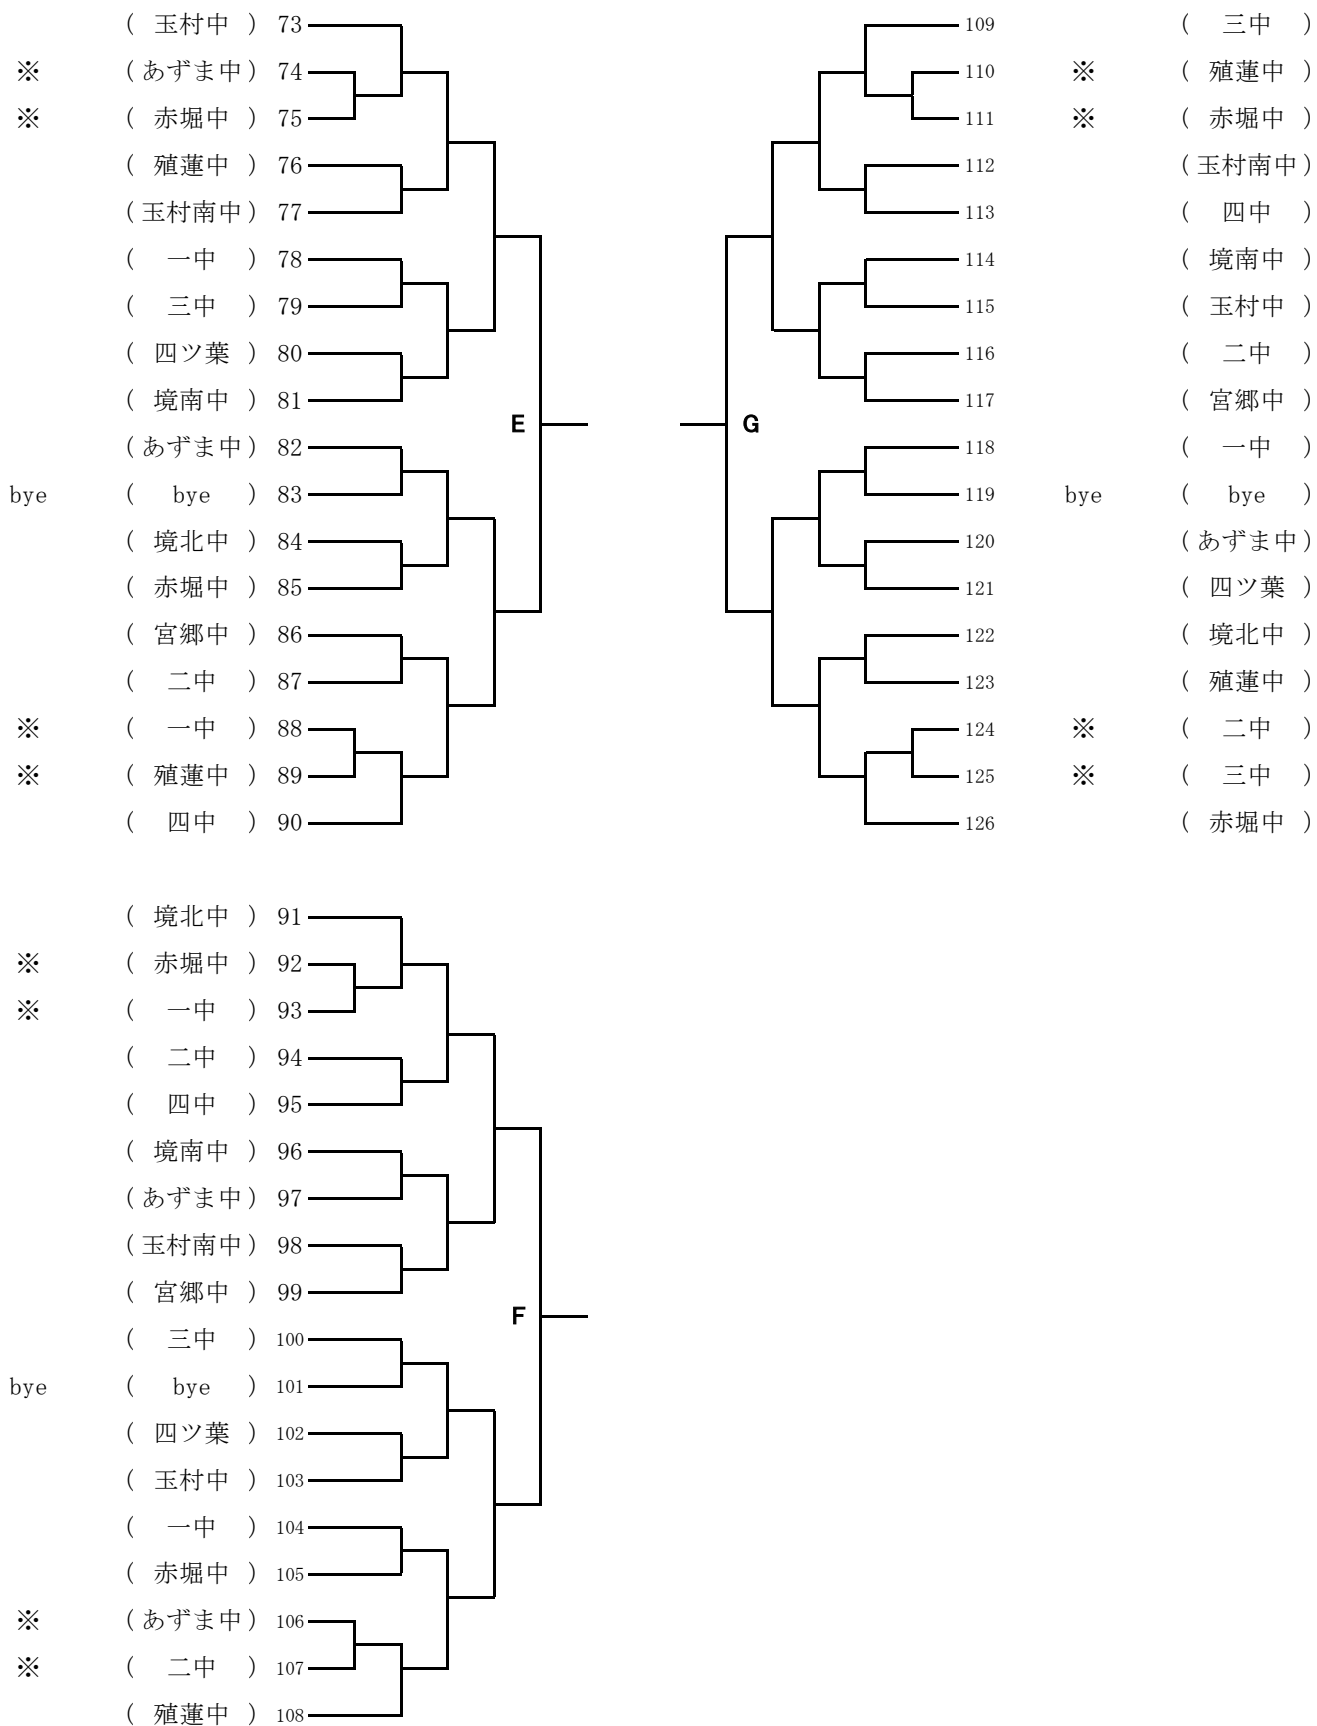 ( 玉村中 ) 73
※ ( あずま中 ) 74
※ ( 赤堀中 ) 75
( 殖蓮中 ) 76
( 玉村南中 ) 77
( 一中 ) 78
( 三中 ) 79
( 四ツ葉 ) 80
( 境南中 ) 81
E
( あずま中 ) 82
bye ( bye ) 83
( 境北中 ) 84
( 赤堀中 ) 85
( 宮郷中 ) 86
( 二中 ) 87
※ ( 一中 ) 88
※ ( 殖蓮中 ) 89
( 四中 ) 90
( 境北中 ) 91
※ ( 赤堀中 ) 92
※ ( 一中 ) 93
( 二中 ) 94
( 四中 ) 95
( 境南中 ) 96
( あずま中 ) 97
( 玉村南中 ) 98
( 宮郷中 ) 99
F
( 三中 ) 100
bye ( bye ) 101
( 四ツ葉 ) 102
( 玉村中 ) 103
( 一中 ) 104
( 赤堀中 ) 105
※ ( あずま中 ) 106
※ ( 二中 ) 107
( 殖蓮中 ) 108
109 ( 三中 )
110 ※ ( 殖蓮中 )
111 ※ ( 赤堀中 )
112 ( 玉村南中 )
113 ( 四中 )
114 ( 境南中 )
115 ( 玉村中 )
116 ( 二中 )
117 ( 宮郷中 )
G
118 ( 一中 )
119 bye ( bye )
120 ( あずま中 )
121 ( 四ツ葉 )
122 ( 境北中 )
123 ( 殖蓮中 )
124 ※ ( 二中 )
125 ※ ( 三中 )
126 ( 赤堀中 )